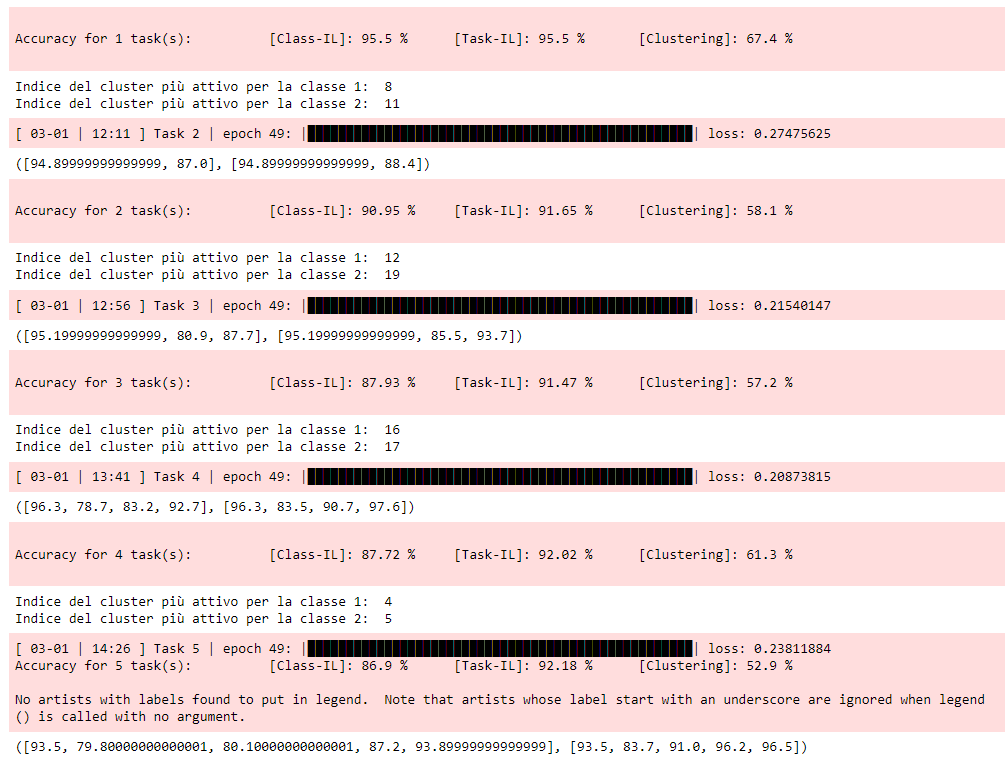 Accuracy for 1 task(s): [Class-IL]: 95.5 % [Task-IL]: 95.5 % [Clustering]: 67.4 %
Indice del cluster più attivo per la classe 1: 8
Indice del cluster più attivo per la classe 2: 11
[ 03-01 | 12:11 ] Task 2 | epoch 49: | | loss: 0.27475625
([94.89999999999999, 87.0], [94.89999999999999, 88.4])
Accuracy for 2 task(s): [Class-IL]: 90.95 % [Task-IL]: 91.65 % [Clustering]: 58.1 %
Indice del cluster più attivo per la classe 1: 12
Indice del cluster più attivo per la classe 2: 19
[ 03-01 | 12:56 ] Task 3 | epoch 49: | | loss: 0.21540147
([95.19999999999999, 80.9, 87.7], [95.19999999999999, 85.5, 93.7])
Accuracy for 3 task(s): [Class-IL]: 87.93 % [Task-IL]: 91.47 % [Clustering]: 57.2 %
Indice del cluster più attivo per la classe 1: 16
Indice del cluster più attivo per la classe 2: 17
[ 03-01 | 13:41 ] Task 4 | epoch 49: | | loss: 0.20873815
([96.3, 78.7, 83.2, 92.7], [96.3, 83.5, 90.7, 97.6])
Accuracy for 4 task(s): [Class-IL]: 87.72 % [Task-IL]: 92.02 % [Clustering]: 61.3 %
Indice del cluster più attivo per la classe 1: 4
Indice del cluster più attivo per la classe 2: 5
[ 03-01 | 14:26 ] Task 5 | epoch 49: | | loss: 0.23811884
Accuracy for 5 task(s): [Class-IL]: 86.9 % [Task-IL]: 92.18 % [Clustering]: 52.9 %
No artists with labels found to put in legend. Note that artists whose label start with an underscore are ignored when legend
() is called with no argument.
([93.5, 79.80000000000001, 80.10000000000001, 87.2, 93.89999999999999], [93.5, 83.7, 91.0, 96.2, 96.5])